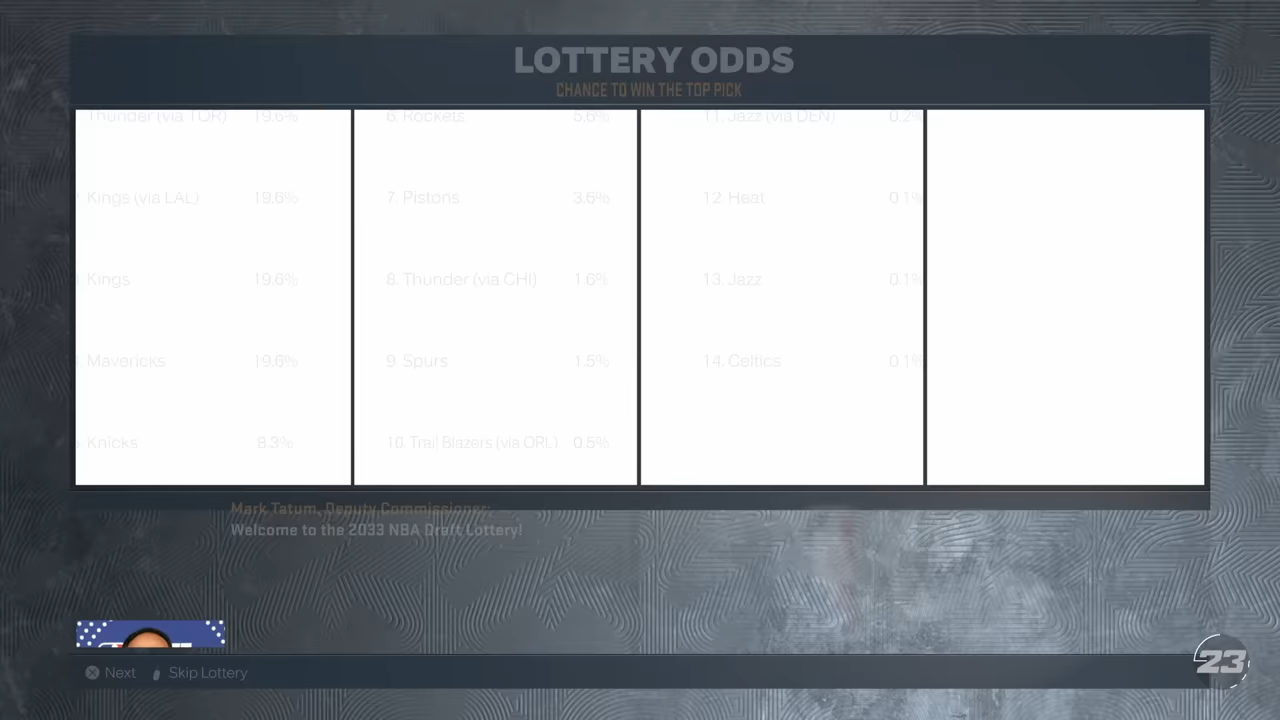 LOTTERY ODDS
CHANCE TO WIN THE TOP PICK
Thunder (via TOR) 19.6%
Kings (via LAL) 19.6%
Kings 19.6%
Mavericks 19.6%
Knicks 8.3%
6. Rockets 5.6%
7. Pistons 3.6%
8. Thunder (via CHI) 1.6%
9. Spurs 1.5%
10. Trail Blazers (via ORL) 0.5%
11. Jazz (via DEN) 0.2%
12. Heat 0.1%
13. Jazz 0.1%
14. Celtics 0.1%
Mark Tatum, Deputy Commissioner:
Welcome to the 2033 NBA Draft Lottery!
Next Skip Lottery
23